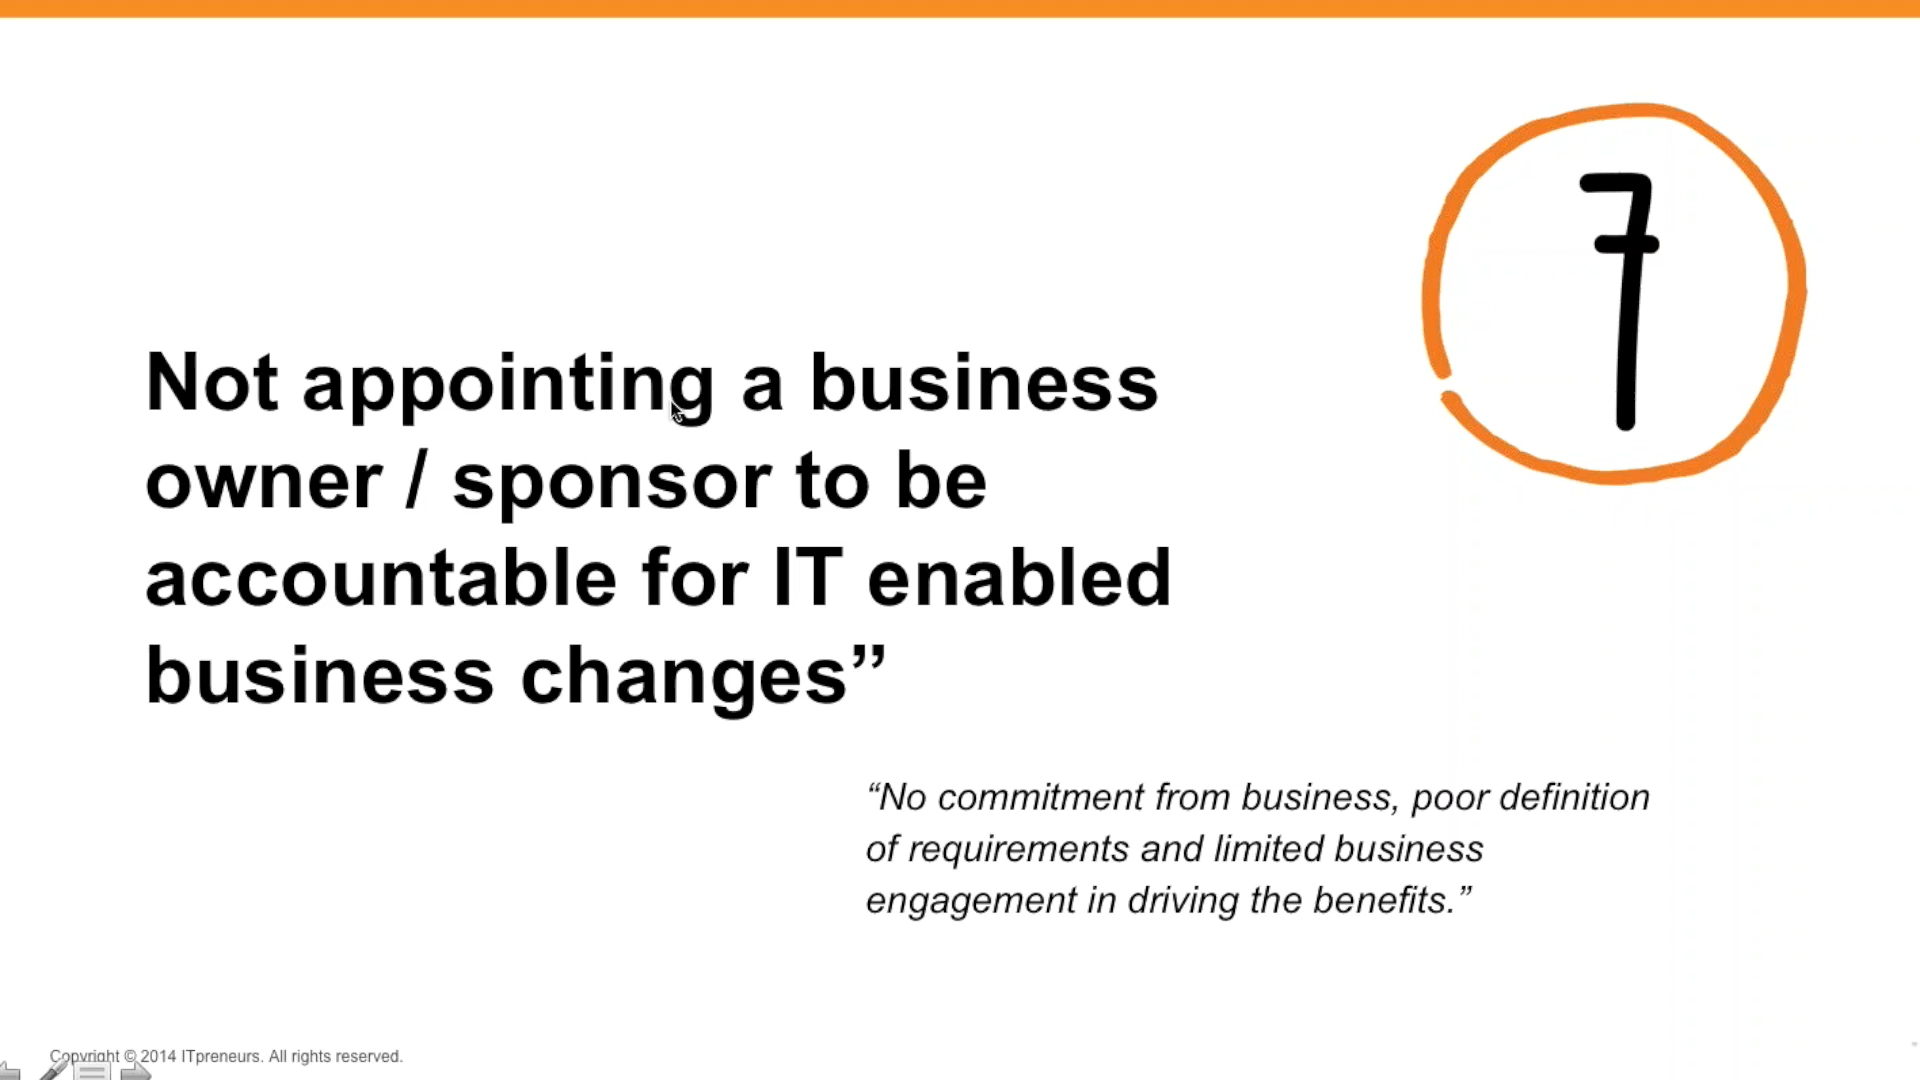 7
Not appointing a business
owner / sponsor to be
accountable for IT enabled
business changes”
“No commitment from business, poor definition
of requirements and limited business
engagement in driving the benefits.”
Copyright © 2014 ITpreneurs. All rights reserved.